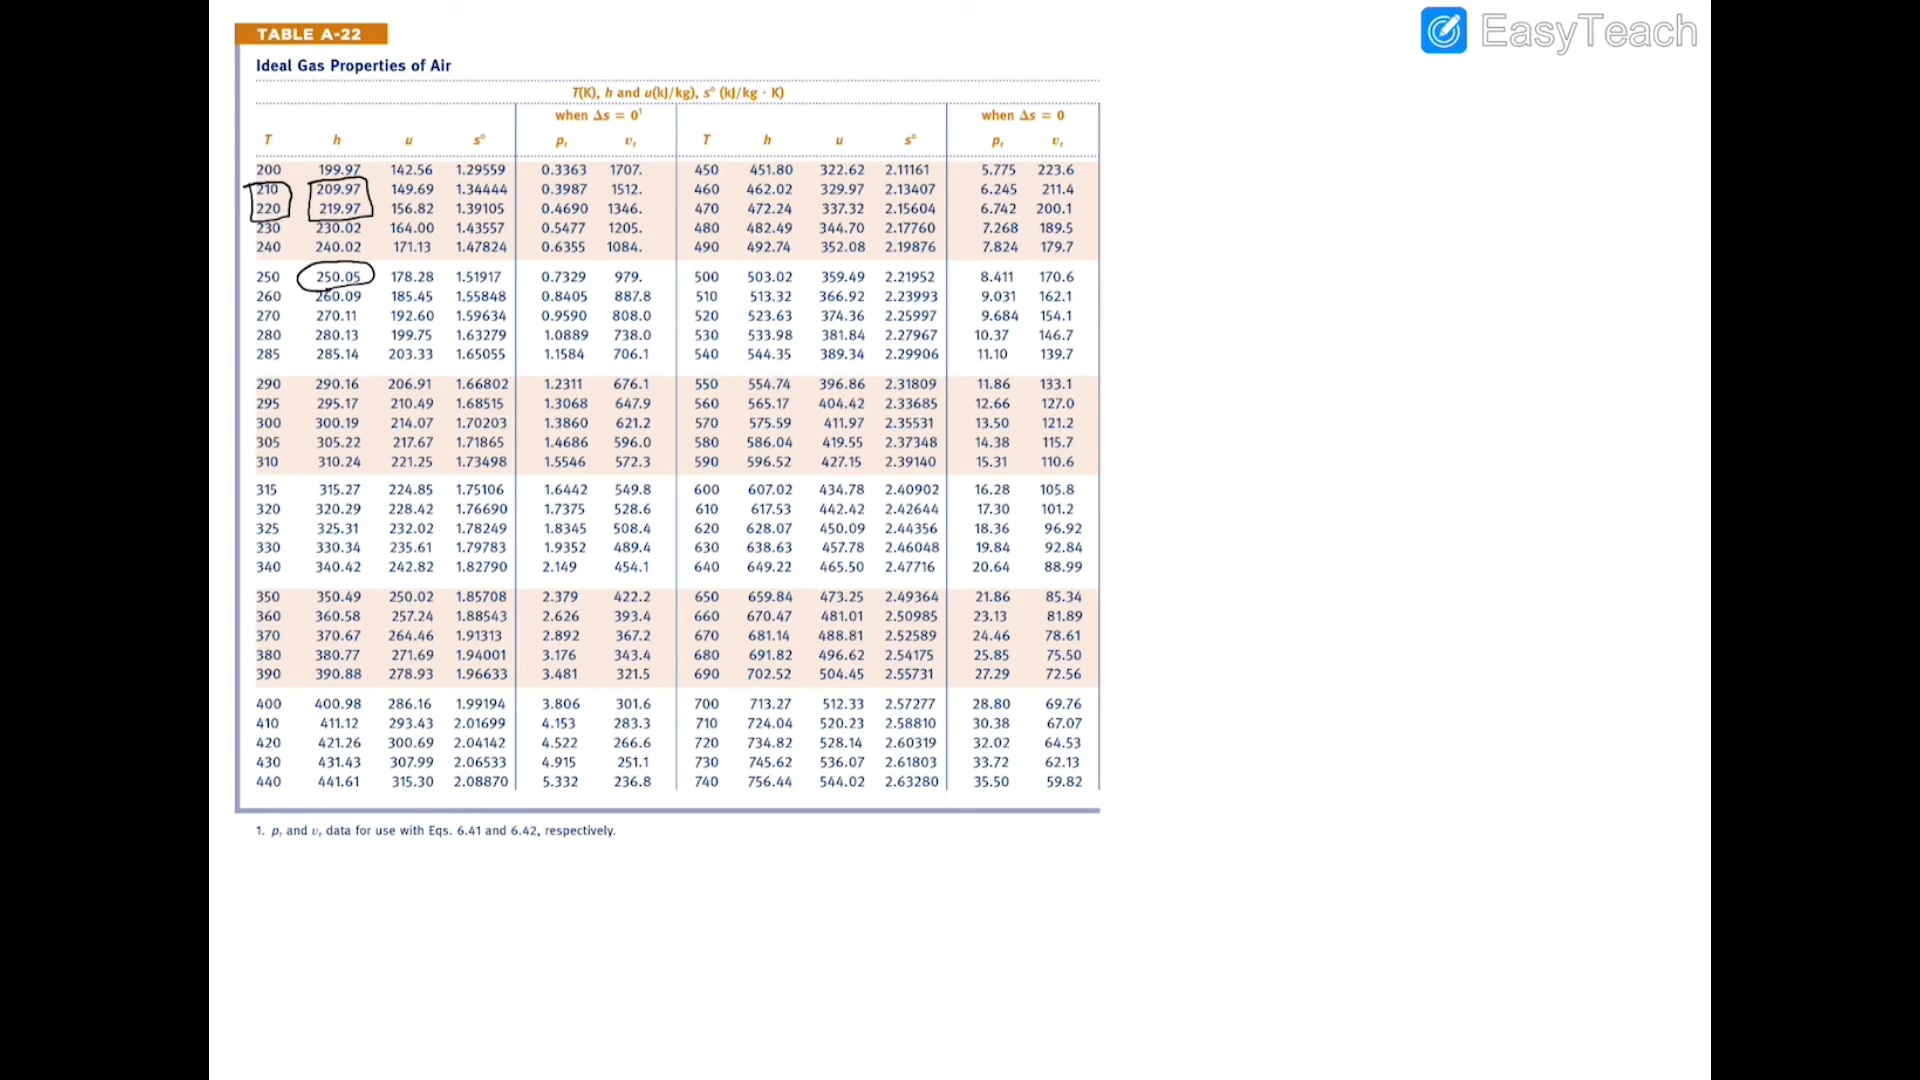 EasyTeach
TABLE A-22
Ideal Gas Properties of Air
T(K), h and u(kJ/kg), s° (kJ/kg · K)
when Δs = 0¹ when Δs = 0
T h u s° pᵣ vᵣ T h u s° pᵣ vᵣ
200 199.97 142.56 1.29559 0.3363 1707. 450 451.80 322.62 2.11161 5.775 223.6
210 209.97 149.69 1.34444 0.3987 1512. 460 462.02 329.97 2.13407 6.245 211.4
220 219.97 156.82 1.39105 0.4690 1346. 470 472.24 337.32 2.15604 6.742 200.1
230 230.02 164.00 1.43557 0.5477 1205. 480 482.49 344.70 2.17760 7.268 189.5
240 240.02 171.13 1.47824 0.6355 1084. 490 492.74 352.08 2.19876 7.824 179.7
250 250.05 178.28 1.51917 0.7329 979. 500 503.02 359.49 2.21952 8.411 170.6
260 260.09 185.45 1.55848 0.8405 887.8 510 513.32 366.92 2.23993 9.031 162.1
270 270.11 192.60 1.59634 0.9590 808.0 520 523.63 374.36 2.25997 9.684 154.1
280 280.13 199.75 1.63279 1.0889 738.0 530 533.98 381.84 2.27967 10.37 146.7
285 285.14 203.33 1.65055 1.1584 706.1 540 544.35 389.34 2.29906 11.10 139.7
290 290.16 206.91 1.66802 1.2311 676.1 550 554.74 396.86 2.31809 11.86 133.1
295 295.17 210.49 1.68515 1.3068 647.9 560 565.17 404.42 2.33685 12.66 127.0
300 300.19 214.07 1.70203 1.3860 621.2 570 575.59 411.97 2.35531 13.50 121.2
305 305.22 217.67 1.71865 1.4686 596.0 580 586.04 419.55 2.37348 14.38 115.7
310 310.24 221.25 1.73498 1.5546 572.3 590 596.52 427.15 2.39140 15.31 110.6
315 315.27 224.85 1.75106 1.6442 549.8 600 607.02 434.78 2.40902 16.28 105.8
320 320.29 228.42 1.76690 1.7375 528.6 610 617.53 442.42 2.42644 17.30 101.2
325 325.31 232.02 1.78249 1.8345 508.4 620 628.07 450.09 2.44356 18.36 96.92
330 330.34 235.61 1.79783 1.9352 489.4 630 638.63 457.78 2.46048 19.84 92.84
340 340.42 242.82 1.82790 2.149 454.1 640 649.22 465.50 2.47716 20.64 88.99
350 350.49 250.02 1.85708 2.379 422.2 650 659.84 473.25 2.49364 21.86 85.34
360 360.58 257.24 1.88543 2.626 393.4 660 670.47 481.01 2.50985 23.13 81.89
370 370.67 264.46 1.91313 2.892 367.2 670 681.14 488.81 2.52589 24.46 78.61
380 380.77 271.69 1.94001 3.176 343.4 680 691.82 496.62 2.54175 25.85 75.50
390 390.88 278.93 1.96633 3.481 321.5 690 702.52 504.45 2.55731 27.29 72.56
400 400.98 286.16 1.99194 3.806 301.6 700 713.27 512.33 2.57277 28.80 69.76
410 411.12 293.43 2.01699 4.153 283.3 710 724.04 520.23 2.58810 30.38 67.07
420 421.26 300.69 2.04142 4.522 266.6 720 734.82 528.14 2.60319 32.02 64.53
430 431.43 307.99 2.06533 4.915 251.1 730 745.62 536.07 2.61803 33.72 62.13
440 441.61 315.30 2.08870 5.332 236.8 740 756.44 544.02 2.63280 35.50 59.82
1. pᵣ and vᵣ data for use with Eqs. 6.41 and 6.42, respectively.